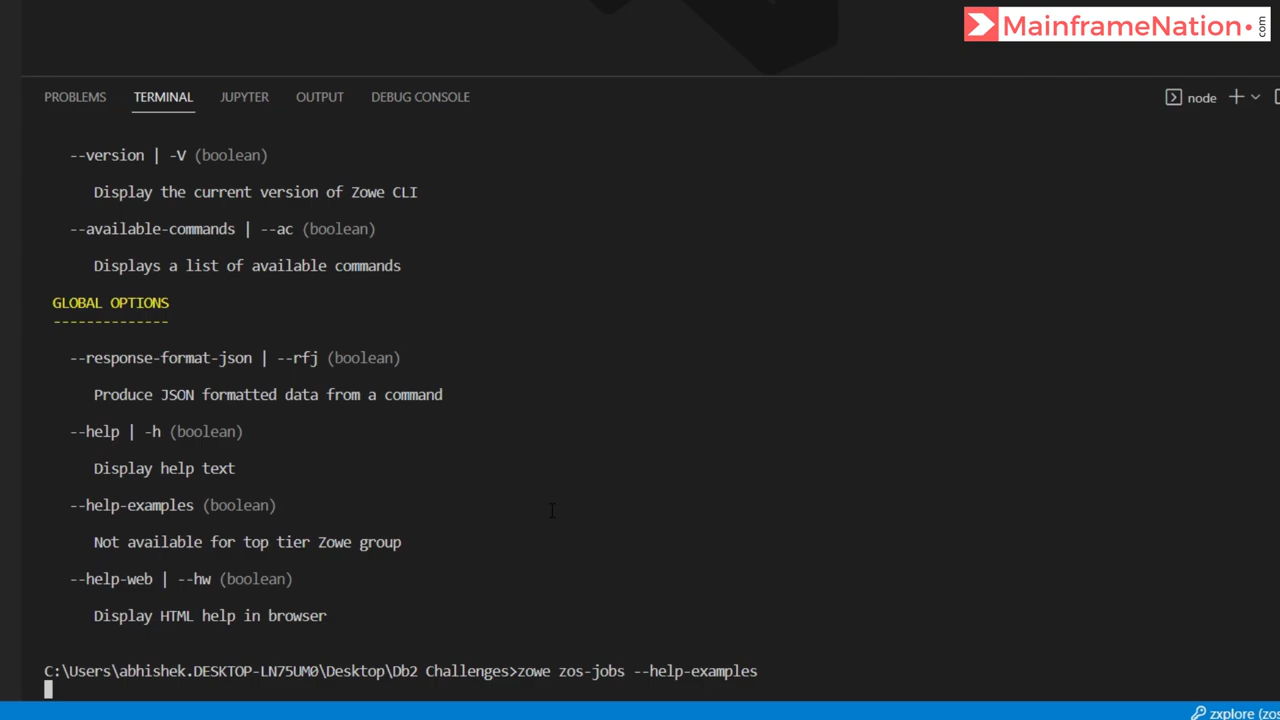 MainframeNation.com
PROBLEMS TERMINAL JUPYTER OUTPUT DEBUG CONSOLE node
--version | -V (boolean)
Display the current version of Zowe CLI
--available-commands | --ac (boolean)
Displays a list of available commands
GLOBAL OPTIONS
--------------
--response-format-json | --rfj (boolean)
Produce JSON formatted data from a command
--help | -h (boolean)
Display help text
--help-examples (boolean)
Not available for top tier Zowe group
--help-web | --hw (boolean)
Display HTML help in browser
C:\Users\abhishek.DESKTOP-LN75UM0\Desktop\Db2 Challenges>zowe zos-jobs --help-examples
zxplore (zos